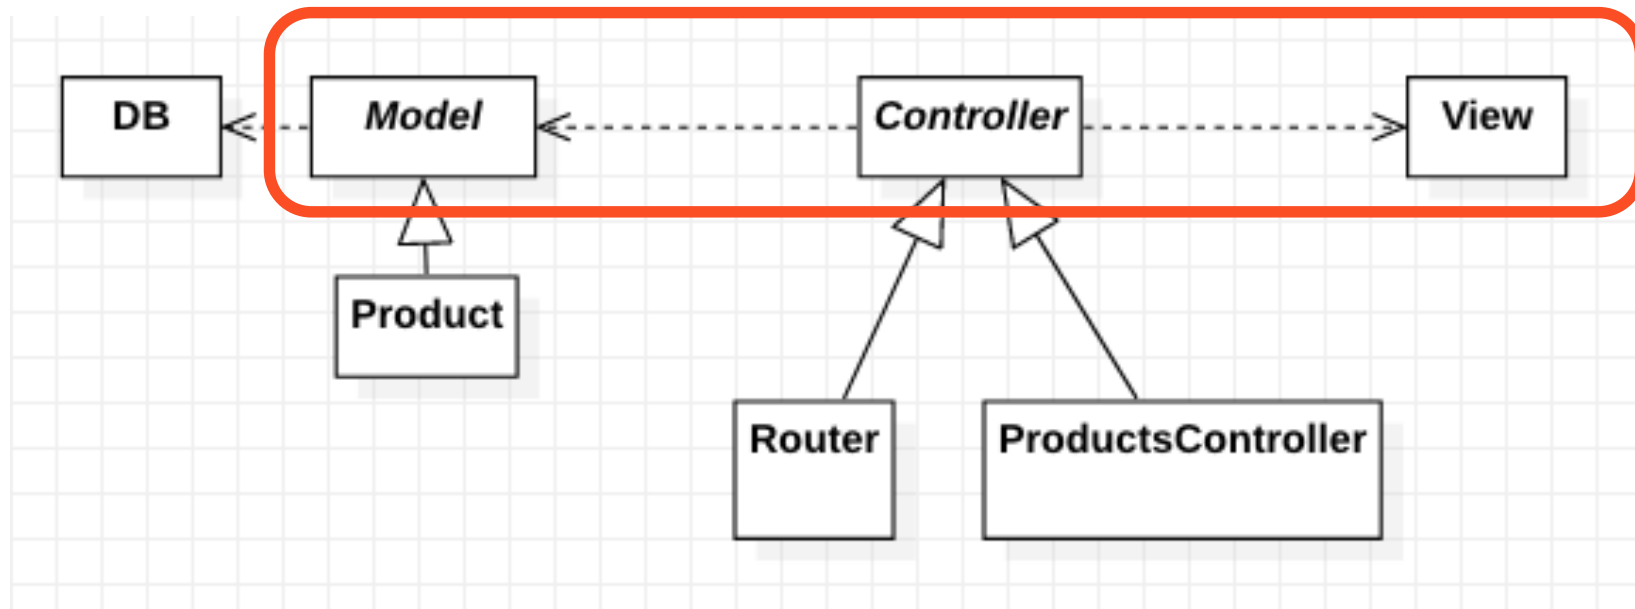 DB
Model
Controller
View
Product
Router
ProductsController